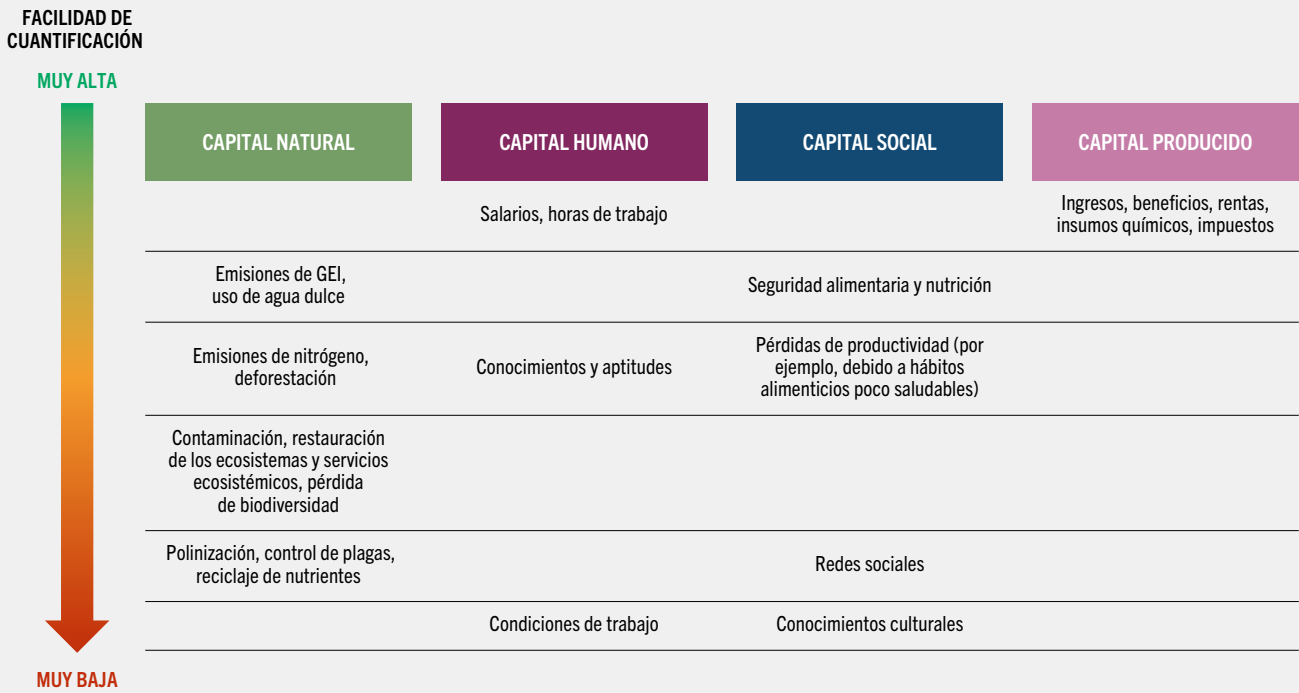 FACILIDAD DE
CUANTIFICACIÓN
MUY ALTA
CAPITAL NATURAL
CAPITAL HUMANO
CAPITAL SOCIAL
CAPITAL PRODUCIDO
Salarios, horas de trabajo
Ingresos, beneficios, rentas,
insumos químicos, impuestos
Emisiones de GEI,
uso de agua dulce
Seguridad alimentaria y nutrición
Emisiones de nitrógeno,
deforestación
Conocimientos y aptitudes
Pérdidas de productividad (por
ejemplo, debido a hábitos
alimenticios poco saludables)
Contaminación, restauración
de los ecosistemas y servicios
ecosistémicos, pérdida
de biodiversidad
Polinización, control de plagas,
reciclaje de nutrientes
Redes sociales
Condiciones de trabajo
Conocimientos culturales
MUY BAJA